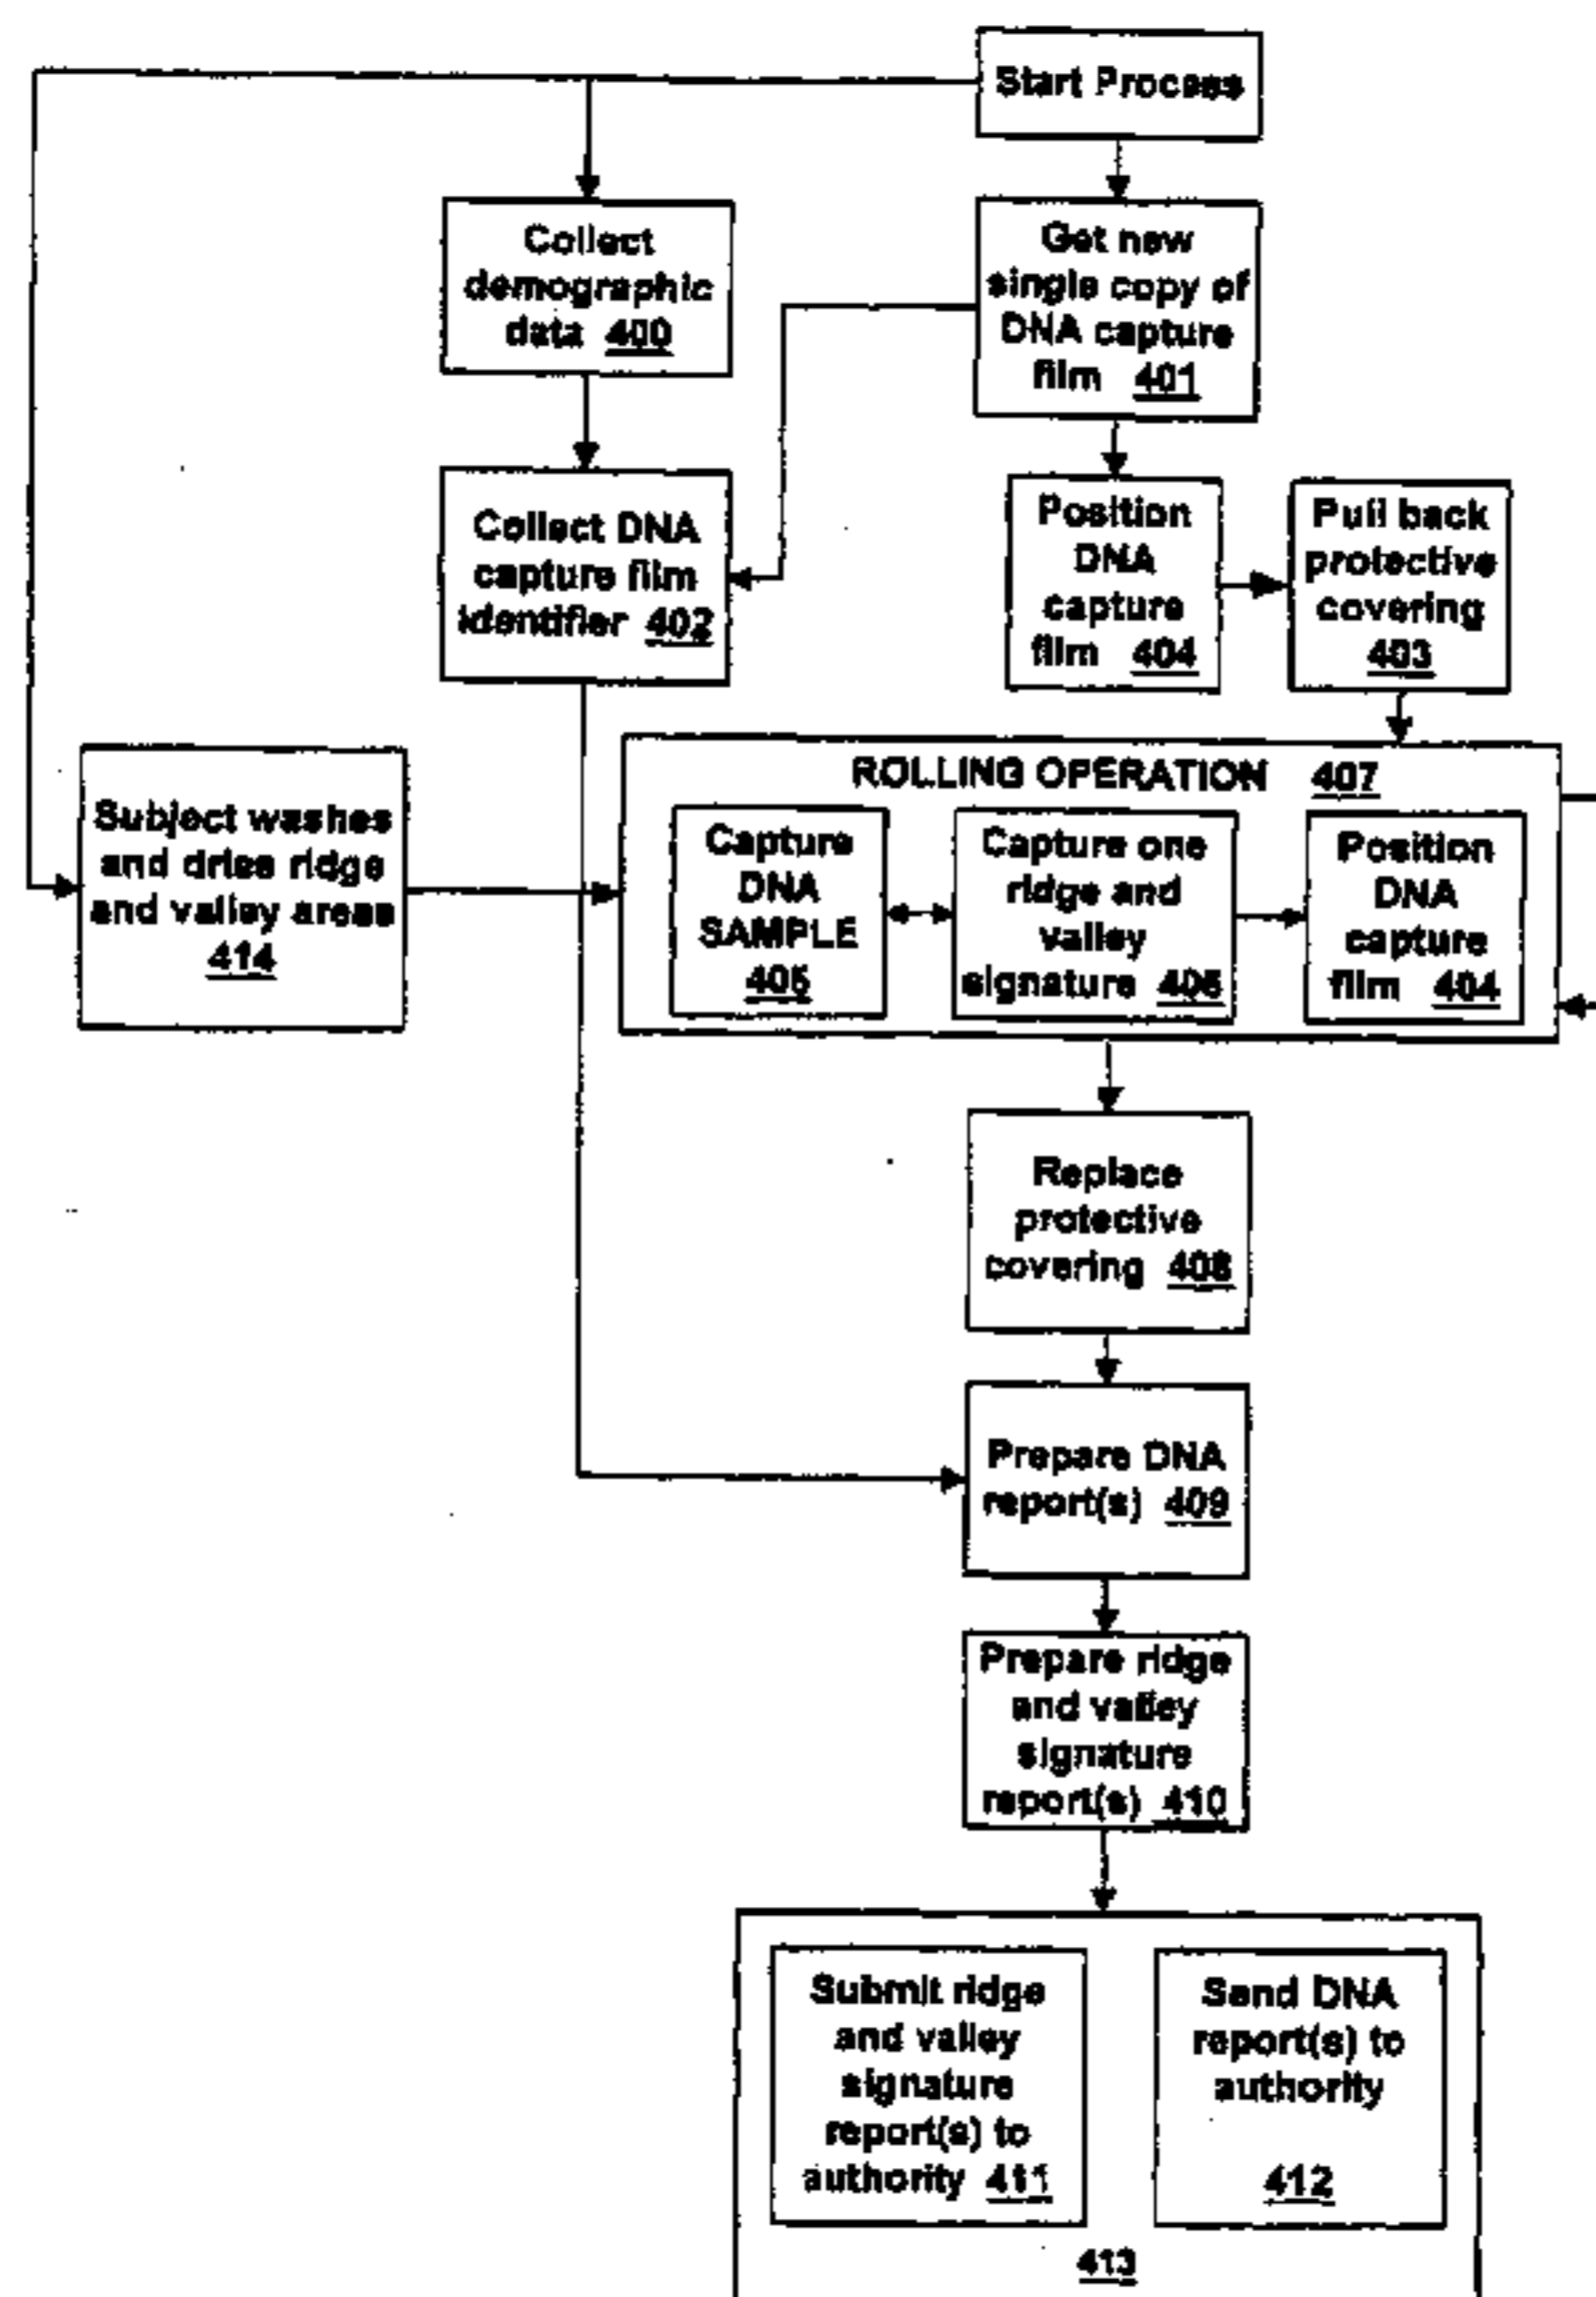 Start Process
Collect
demographic
data 400
Get new
single copy of
DNA capture
film 401
Collect DNA
capture film
identifier 402
Position
DNA
capture
film 404
Pull back
protective
covering
403
Subject washes
and dries ridge
and valley areas
414
ROLLING OPERATION 407
Capture
DNA
SAMPLE
405
Capture one
ridge and
valley
signature 406
Position
DNA
capture
film 404
Replace
protective
covering 408
Prepare DNA
report(s) 409
Prepare ridge
and valley
signature
report(s) 410
Submit ridge
and valley
signature
report(s) to
authority 411
Send DNA
report(s) to
authority
412
413